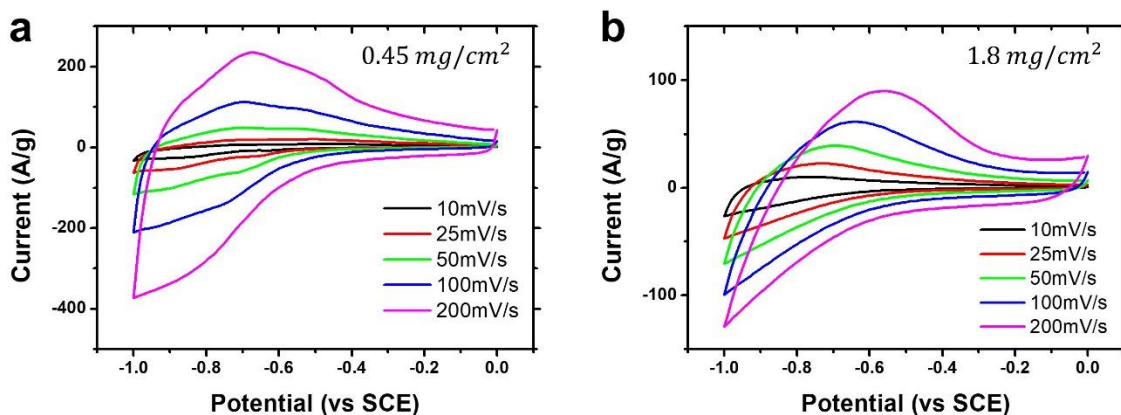 a
0.45 mg/cm²
Current (A/g)
200
0
-200
-400
10mV/s
25mV/s
50mV/s
100mV/s
200mV/s
-1.0 -0.8 -0.6 -0.4 -0.2 0.0
Potential (vs SCE)
b
1.8 mg/cm²
Current (A/g)
100
0
-100
10mV/s
25mV/s
50mV/s
100mV/s
200mV/s
-1.0 -0.8 -0.6 -0.4 -0.2 0.0
Potential (vs SCE)